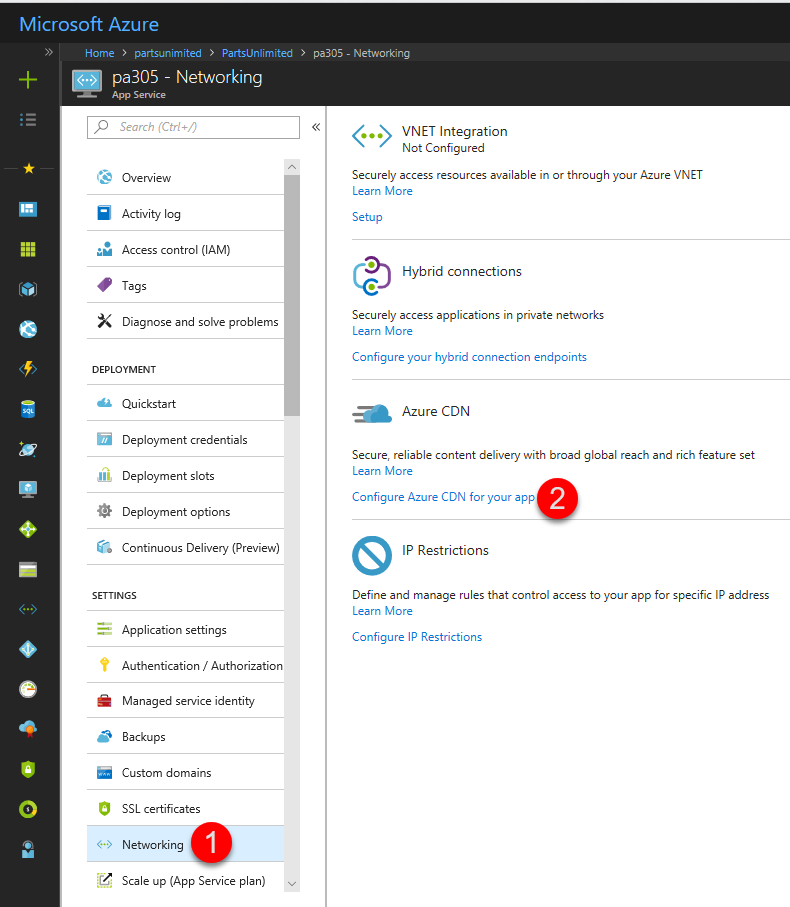 Microsoft Azure
»
Home > partsunlimited > PartsUnlimited > pa305 - Networking
pa305 - Networking
App Service
Search (Ctrl+/)
«
Overview
Activity log
Access control (IAM)
Tags
Diagnose and solve problems
DEPLOYMENT
Quickstart
Deployment credentials
Deployment slots
Deployment options
Continuous Delivery (Preview)
SETTINGS
Application settings
Authentication / Authorization
Managed service identity
Backups
Custom domains
SSL certificates
Networking 1
Scale up (App Service plan)
VNET Integration
Not Configured
Securely access resources available in or through your Azure VNET
Learn More
Setup
Hybrid connections
Securely access applications in private networks
Learn More
Configure your hybrid connection endpoints
Azure CDN
Secure, reliable content delivery with broad global reach and rich feature set
Learn More
Configure Azure CDN for your app 2
IP Restrictions
Define and manage rules that control access to your app for specific IP address
Learn More
Configure IP Restrictions
SQL
www